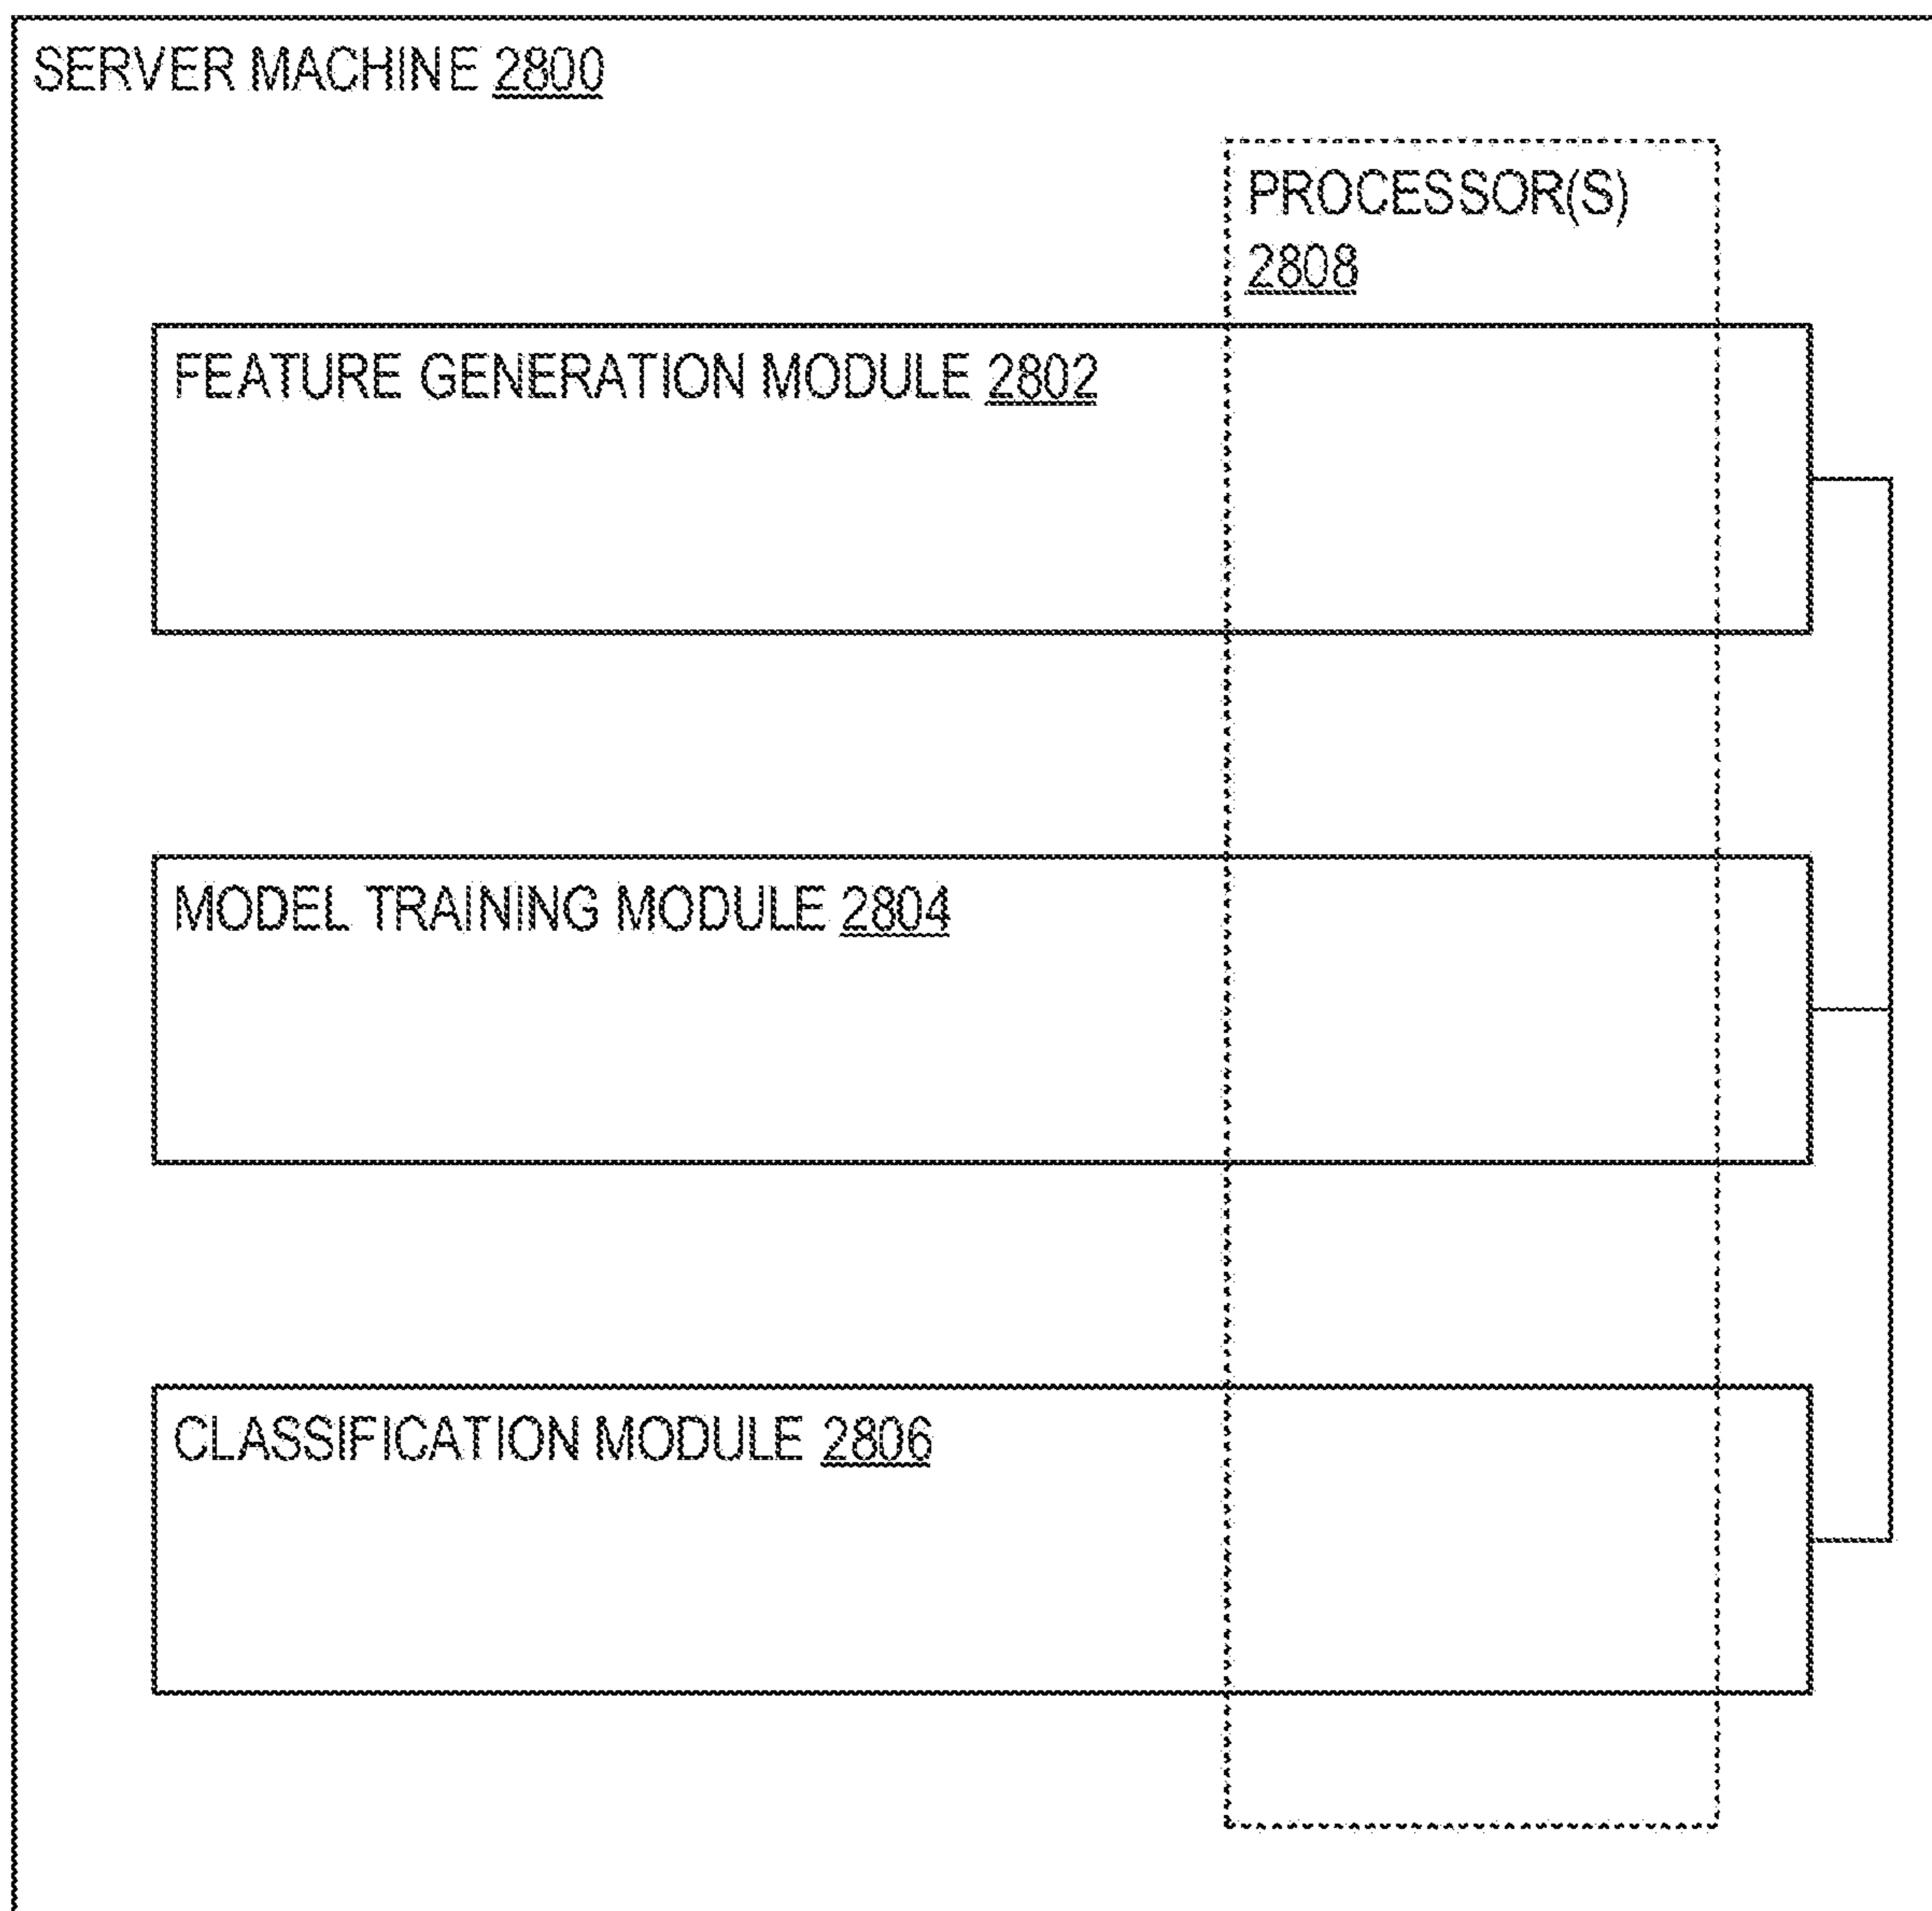 SERVER MACHINE 2800
PROCESSOR(S)
2808
FEATURE GENERATION MODULE 2802
MODEL TRAINING MODULE 2804
CLASSIFICATION MODULE 2806